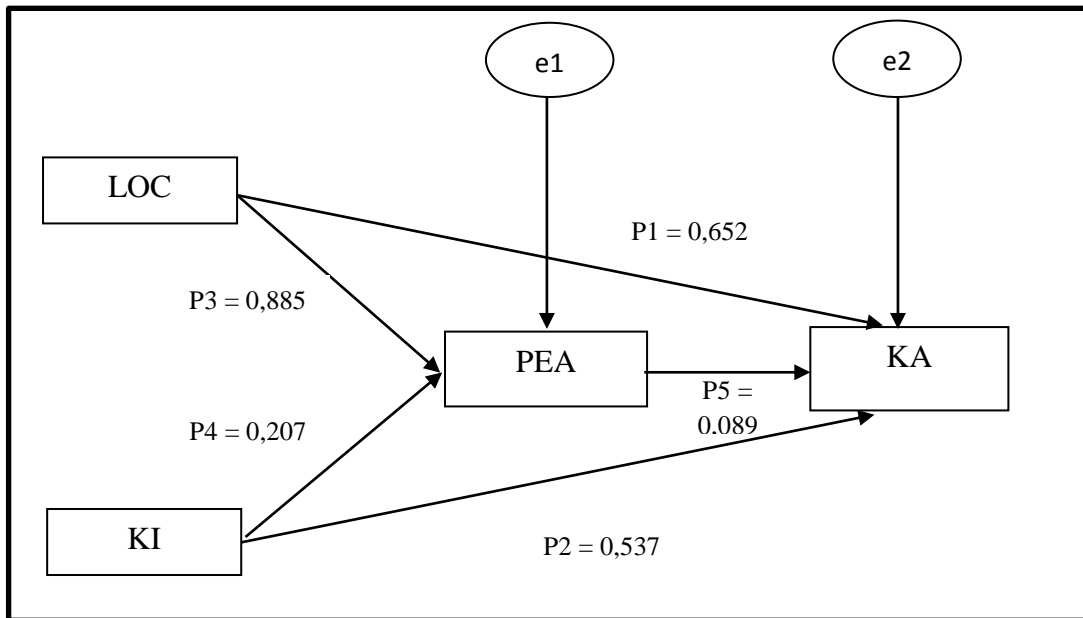 e1
e2
LOC
P1 = 0,652
P3 = 0,885
PEA
KA
P5 =
0,089
P4 = 0,207
KI
P2 = 0,537